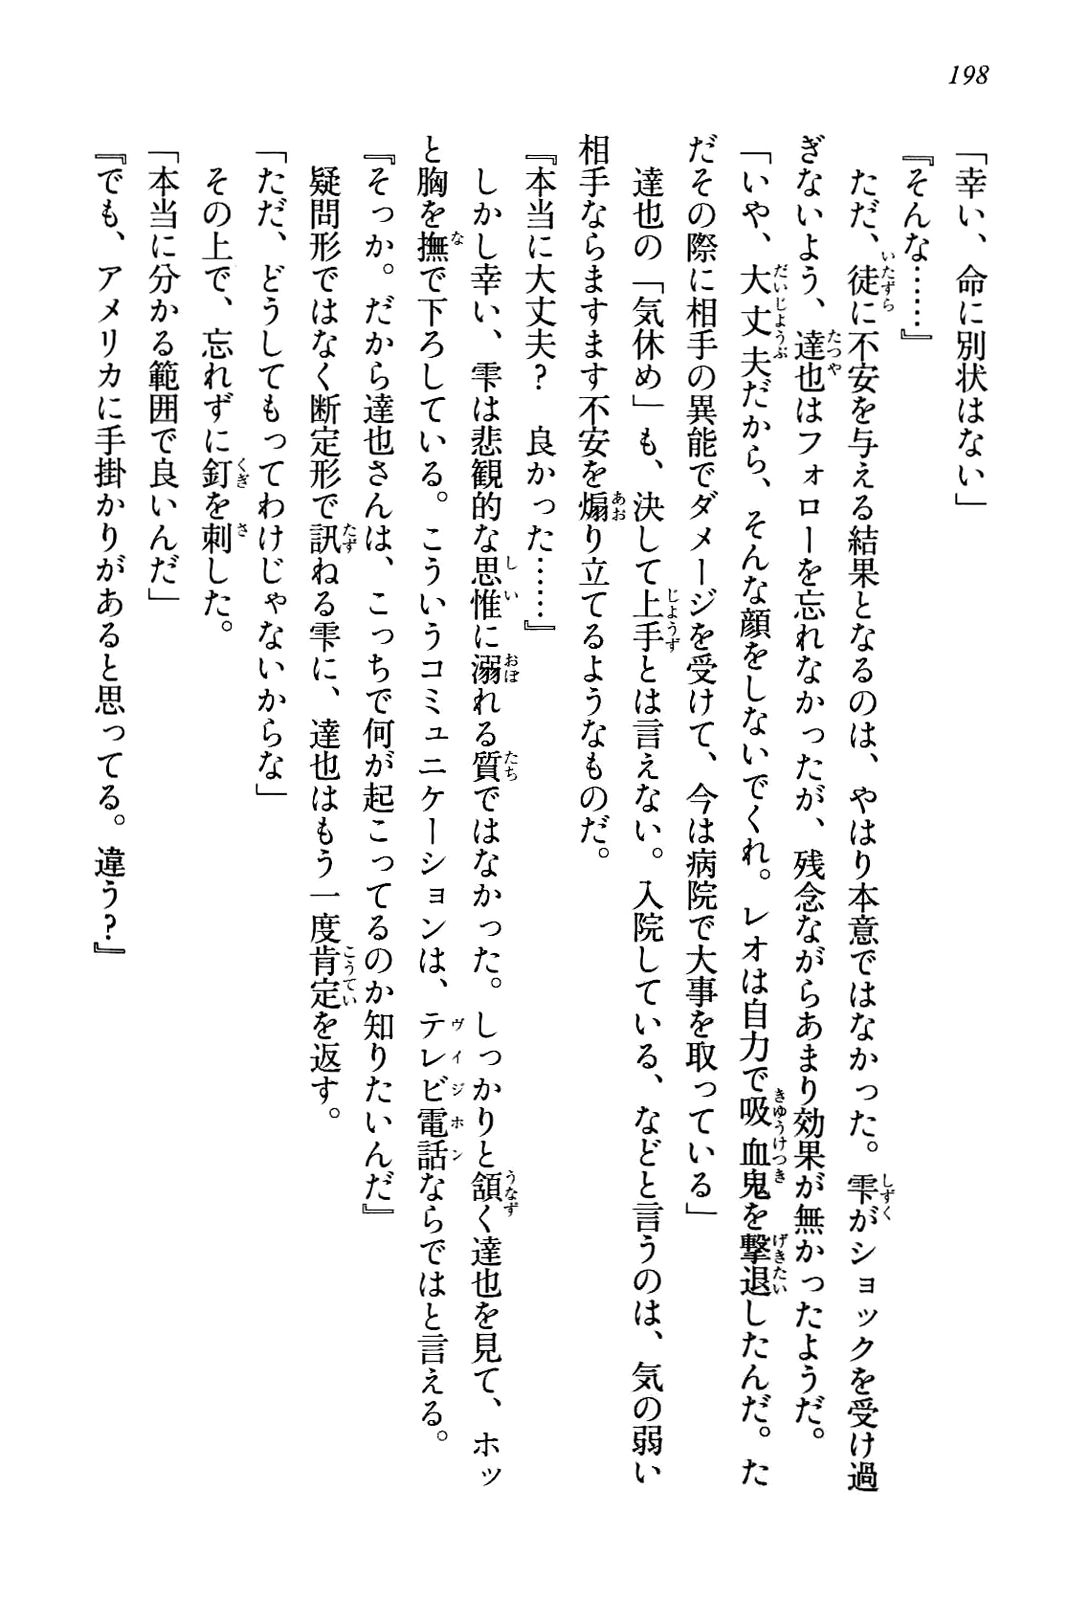 198
「幸い、命に別状はない」
『そんな……』
ただ、徒に不安を与える結果となるのは、やはり本意ではなかった。雫がショックを受け過
ぎないよう、達也はフォローを忘れなかったが、残念ながらあまり効果が無かったようだ。
「いや、大丈夫だから、そんな顔をしないでくれ。レオは自力で吸血鬼を撃退したんだ。た
だその際に相手の異能でダメージを受けて、今は病院で大事を取っている」
達也の「気休め」も、決して上手とは言えない。入院している、などと言うのは、気の弱い
相手ならますます不安を煽り立てるようなものだ。
『本当に大丈夫？　良かった……』
しかし幸い、雫は悲観的な思惟に溺れる質ではなかった。しっかりと頷く達也を見て、ホッ
と胸を撫で下ろしている。こういうコミュニケーションは、テレビ電話ならではと言える。
『そっか。だから達也さんは、こっちで何が起こってるのか知りたいんだ』
疑問形ではなく断定形で訊ねる雫に、達也はもう一度肯定を返す。
「ただ、どうしてもってわけじゃないからな」
その上で、忘れずに釘を刺した。
「本当に分かる範囲で良いんだ」
『でも、アメリカに手掛かりがあると思ってる。違う？』